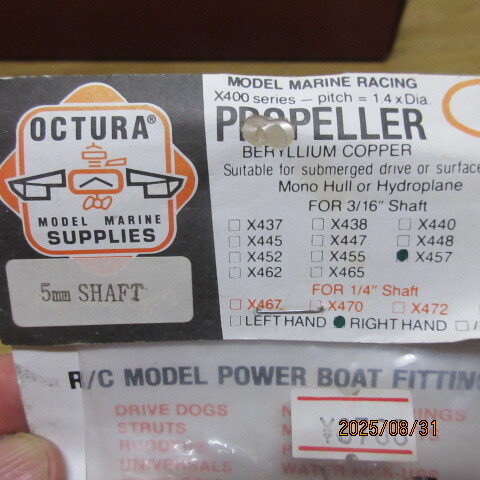 OCTURA®
MODEL MARINE
SUPPLIES
5mm SHAFT
MODEL MARINE RACING
X400 series — pitch = 1.4 x Dia.
PROPELLER
BERYLLIUM COPPER
Suitable for submerged drive or surface
Mono Hull or Hydroplane
FOR 3/16" Shaft
X437 X438 X440
X445 X447 X448
X452 X455 X457
X462 X465
FOR 1/4" Shaft
X467 X470 X472
LEFT HAND RIGHT HAND
R/C MODEL POWER BOAT FITTING
DRIVE DOGS
STRUTS
RUDDERS
UNIVERSALS
2025/08/31